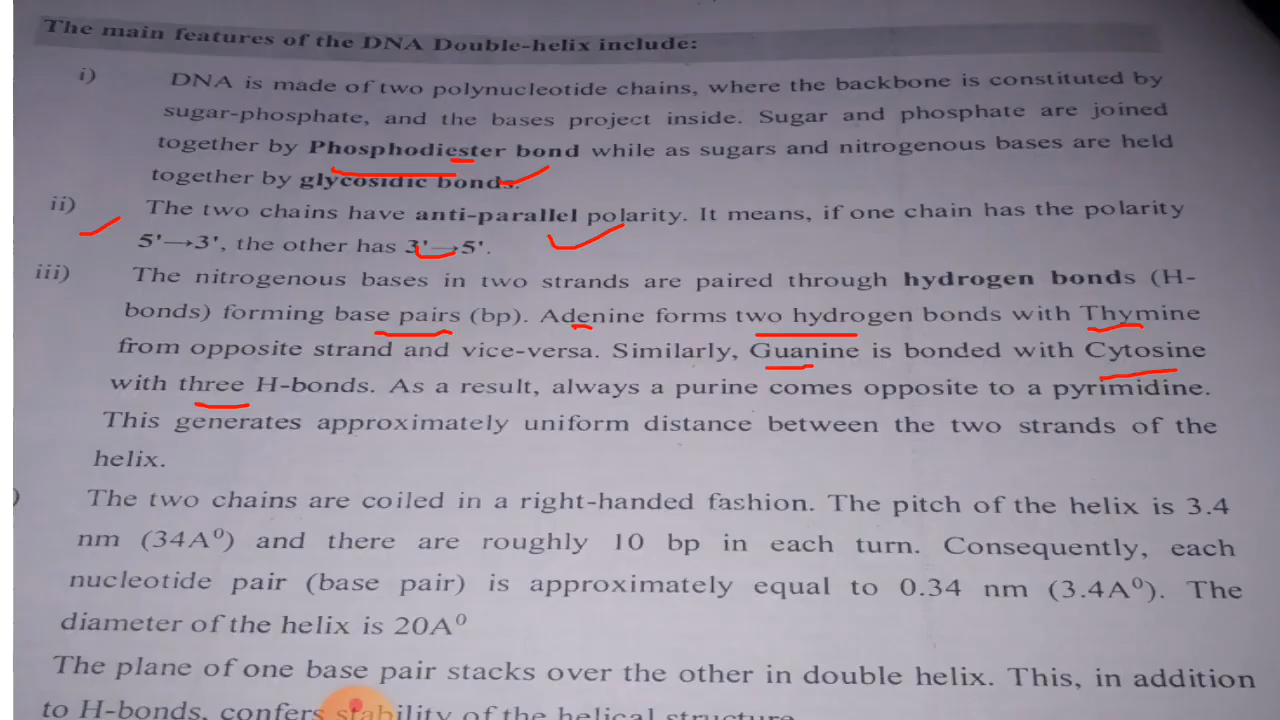 The main features of the DNA Double-helix include:
i) DNA is made of two polynucleotide chains, where the backbone is constituted by
sugar-phosphate, and the bases project inside. Sugar and phosphate are joined
together by Phosphodiester bond while as sugars and nitrogenous bases are held
together by glycosidic bonds.
ii) The two chains have anti-parallel polarity. It means, if one chain has the polarity
5'→3', the other has 3'→5'.
iii) The nitrogenous bases in two strands are paired through hydrogen bonds (H-
bonds) forming base pairs (bp). Adenine forms two hydrogen bonds with Thymine
from opposite strand and vice-versa. Similarly, Guanine is bonded with Cytosine
with three H-bonds. As a result, always a purine comes opposite to a pyrimidine.
This generates approximately uniform distance between the two strands of the
helix.
) The two chains are coiled in a right-handed fashion. The pitch of the helix is 3.4
nm (34A⁰) and there are roughly 10 bp in each turn. Consequently, each
nucleotide pair (base pair) is approximately equal to 0.34 nm (3.4A⁰). The
diameter of the helix is 20A⁰
The plane of one base pair stacks over the other in double helix. This, in addition
to H-bonds, confers stability of the helical structure.